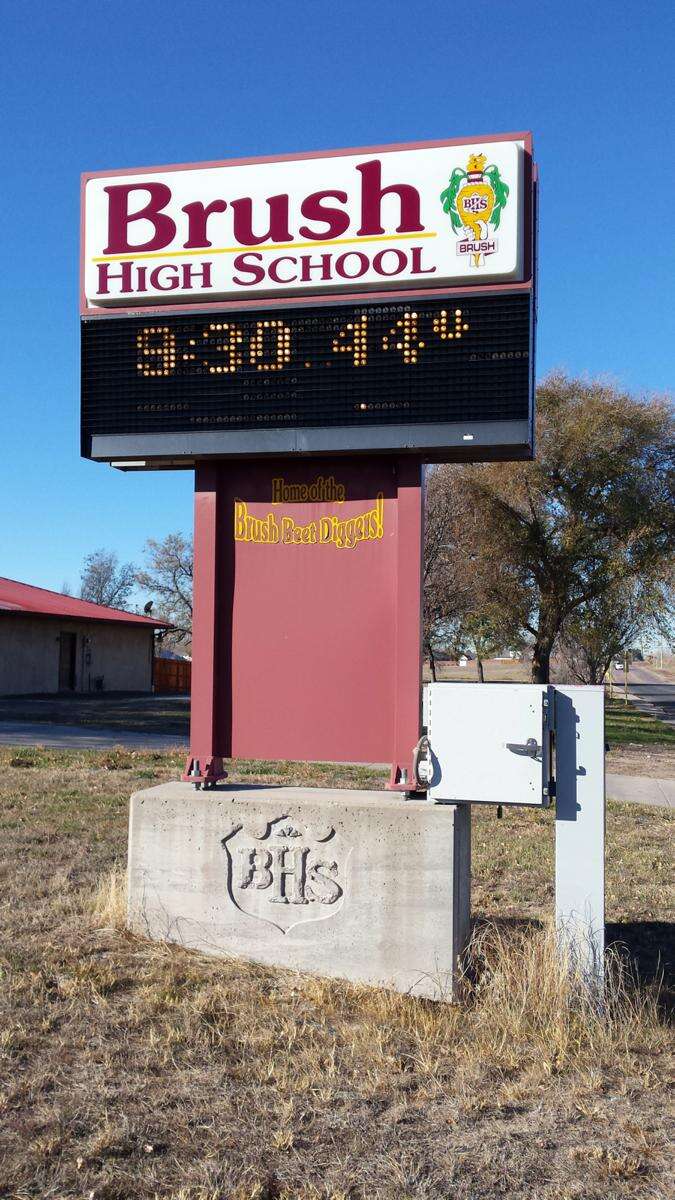 Brush
HIGH SCHOOL
BHS
BRUSH
9:30 44°
Home of the
Brush Beet Diggers!
BHS